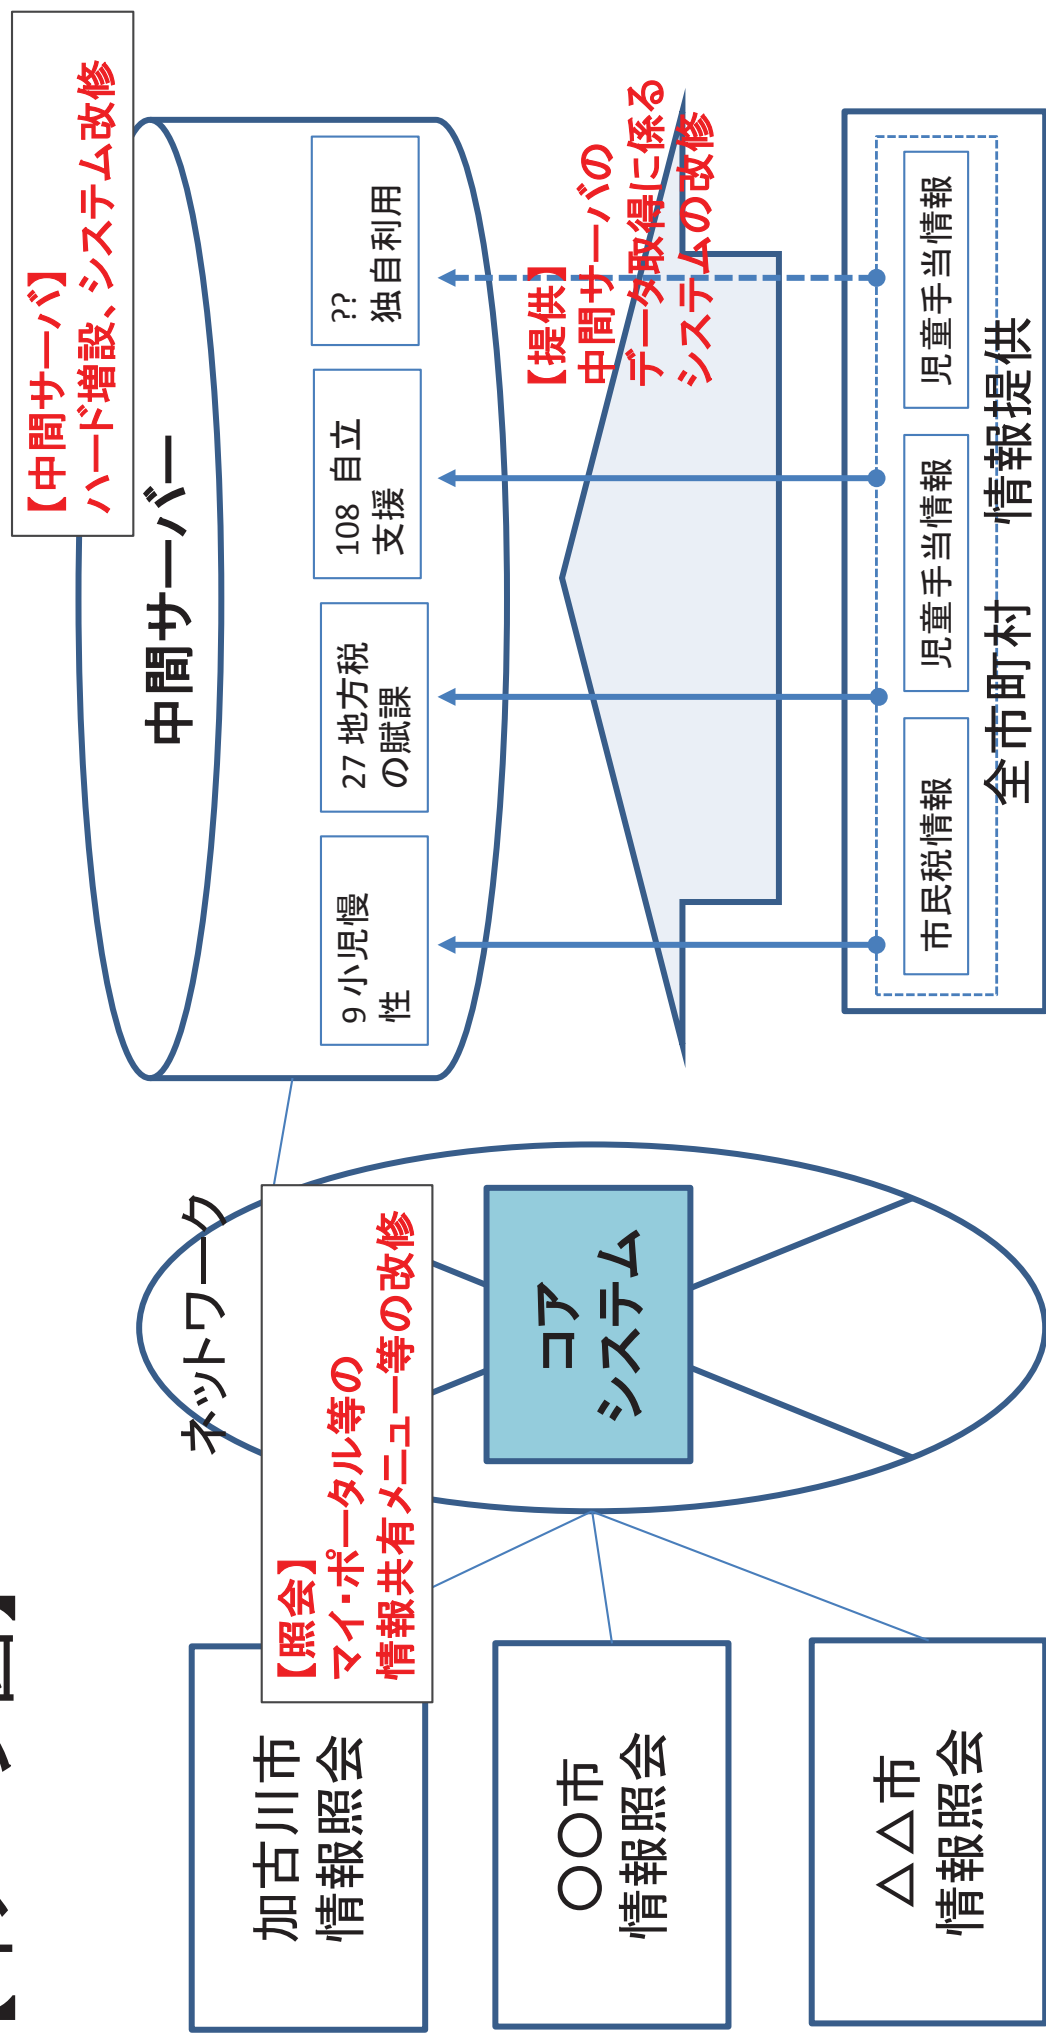 【中間サーバ】
ハード増設、システム改修
中間サーバー
9 小児慢
性
27 地方税
の賦課
108 自立
支援
??
独自利用
ネットワーク
【照会】
マイ・ポータル等の
情報共有メニュー等の改修
コア
システム
加古川市
情報照会
〇〇市
情報照会
△△市
情報照会
【提供】
中間サーバの
データ取得に係る
システムの改修
市民税情報
児童手当情報
児童手当情報
全市町村 情報提供